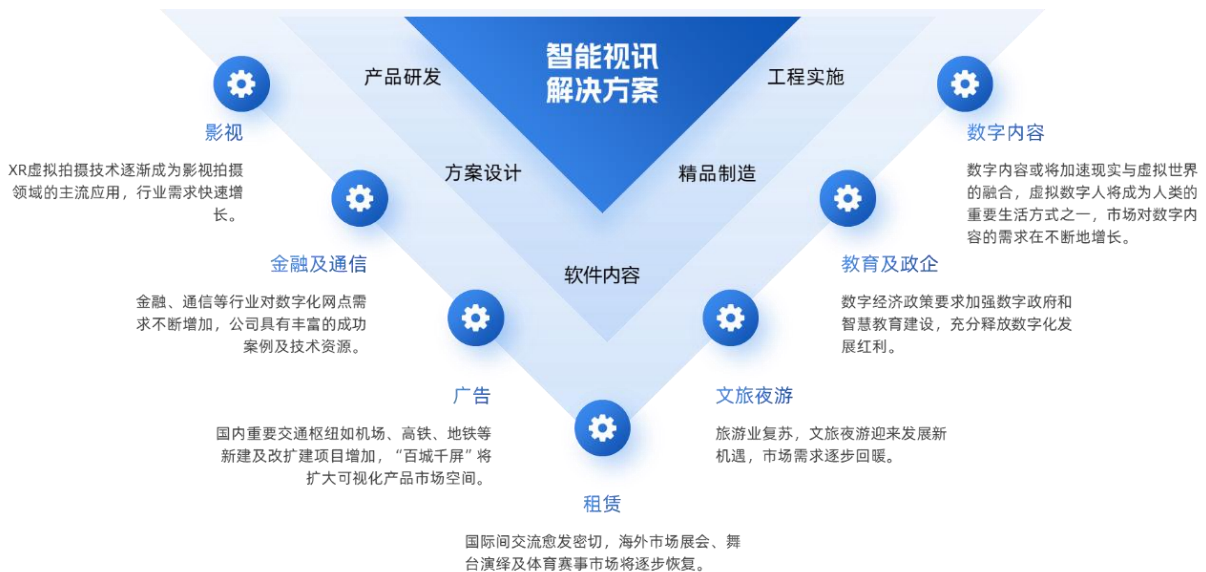 智能视讯
解决方案
产品研发
工程实施
方案设计
精品制造
软件内容
影视
XR虚拟拍摄技术逐渐成为影视拍摄
领域的主流应用，行业需求快速增
长。
金融及通信
金融、通信等行业对数字化网点需
求不断增加，公司具有丰富的成功
案例及技术资源。
广告
国内重要交通枢纽如机场、高铁、地铁等
新建及改扩建项目增加，“百城千屏”将
扩大可视化产品市场空间。
租赁
国际间交流愈发密切，海外市场展会、舞
台演绎及体育赛事市场将逐步恢复。
文旅夜游
旅游业复苏，文旅夜游迎来发展新
机遇，市场需求逐步回暖。
教育及政企
数字经济政策要求加强数字政府和
智慧教育建设，充分释放数字化发
展红利。
数字内容
数字内容或将加速现实与虚拟世界
的融合，虚拟数字人将成为人类的
重要生活方式之一，市场对数字内
容的需求在不断地增长。